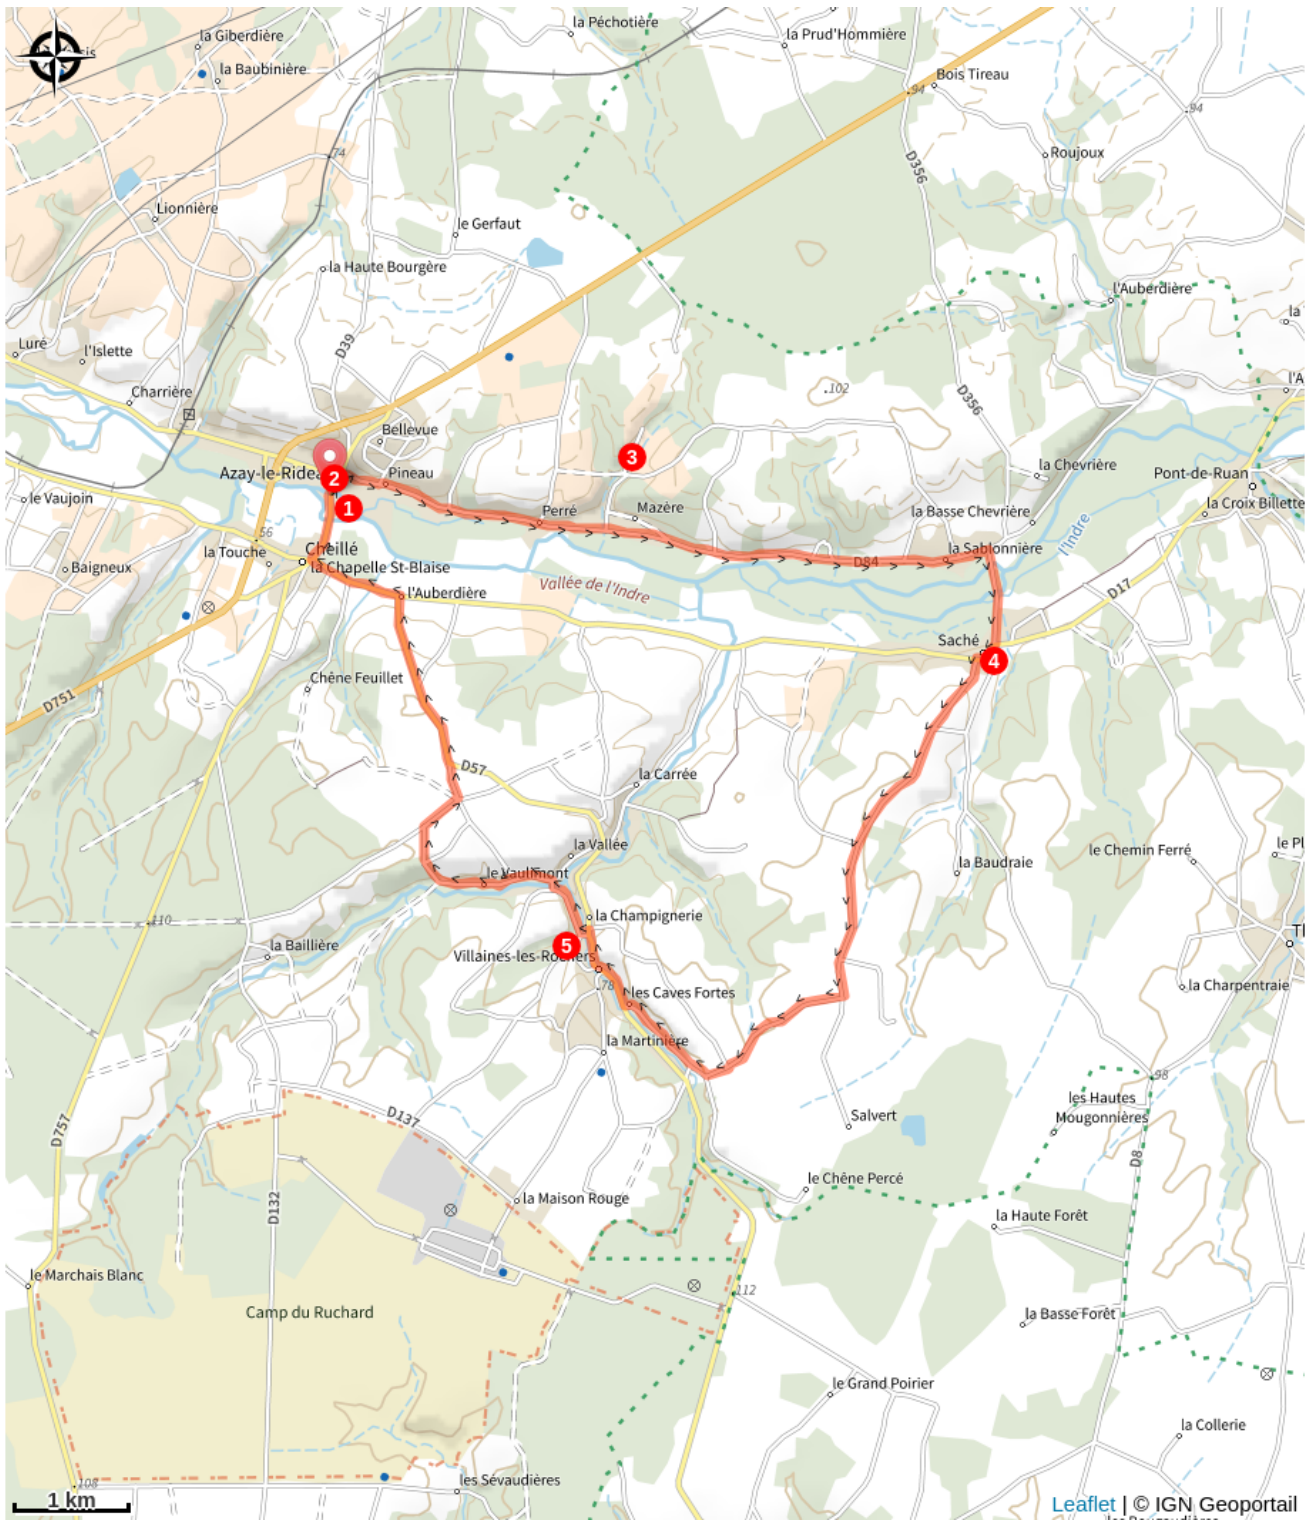 la Péchotière
la Giberdière
la Prud'Hommière
la Baubinière
Bois Tireau
94
94
D356
74
Roujoux
Lionnière
le Gerfaut
la Haute Bourgère
l'Auberdière
la
Luré
l'Islette
D39
l'A
Charrière
102
D356
Bellevue
3
Azay-le-Ridea
2
Pineau
la Chevrière
Pont-de-Ruan
le Vaujoin
1
Perré
Mazère
la Basse Chevrière
la Croix Billette
56
l'Indre
la Touche
Cheillé
la Sablonnière
D84
Baigneux
la Chapelle St-Blaise
Vallée de l'Indre
l'Auberdière
D17
Saché
4
Chêne Feuillet
D751
D57
la Carrée
la Vallée
le Chemin Ferré
le Pl
la Baudraie
le Vaulimont
110
la Champignerie
la Baillière
5
Villaines-les-Rochers
Th
78
les Caves Fortes
la Charpentraie
la Martinière
98
les Hautes
Mougonnières
D137
Salvert
D757
D8
le Chêne Percé
la Maison Rouge
D132
la Haute Forêt
le Marchais Blanc
112
Camp du Ruchard
la Basse Forêt
le Grand Poirier
la Collerie
108
les Sévaudières
1 km
Leaflet | © IGN Geoportail